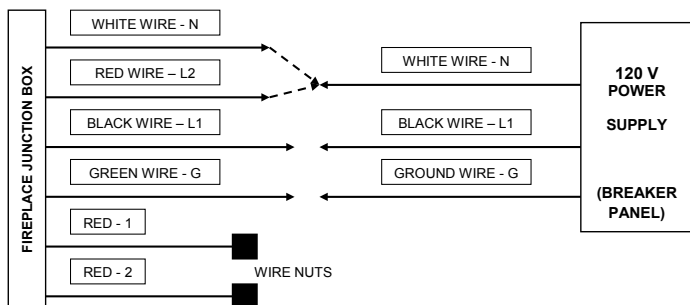 FIREPLACE JUNCTION BOX
WHITE WIRE - N
RED WIRE – L2
BLACK WIRE – L1
GREEN WIRE - G
RED - 1
RED - 2
WIRE NUTS
WHITE WIRE - N
BLACK WIRE – L1
GROUND WIRE - G
120 V
POWER
SUPPLY
(BREAKER
PANEL)